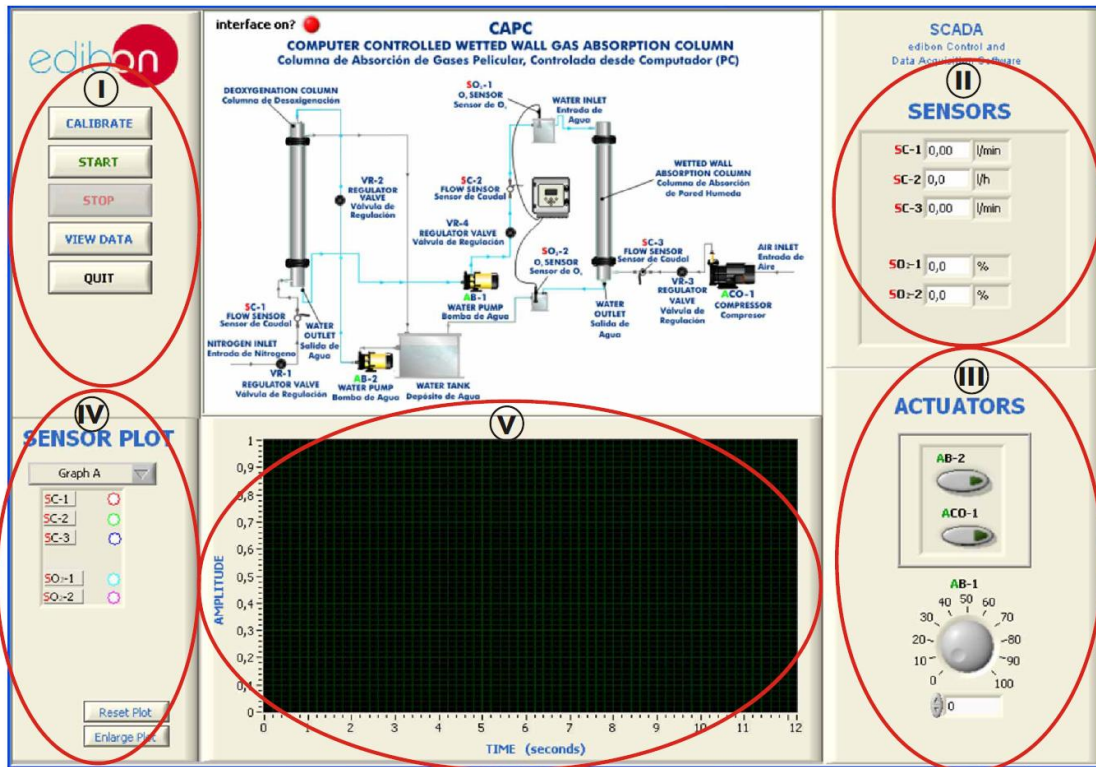 edibon
I
CALIBRATE
START
STOP
VIEW DATA
QUIT
interface on?
CAPC
COMPUTER CONTROLLED WETTED WALL GAS ABSORPTION COLUMN
Columna de Absorción de Gases Pelicular, Controlada desde Computador (PC)
DEOXYGENATION COLUMN
Columna de Desoxigenación
SO₂-1
O₂ SENSOR
Sensor de O₂
WATER INLET
Entrada de
Agua
VR-2
REGULATOR
VALVE
Válvula de
Regulación
SC-2
FLOW SENSOR
Sensor de Caudal
VR-4
REGULATOR VALVE
Válvula de Regulación
WETTED WALL
ABSORPTION COLUMN
Columna de Absorción
de Pared Humeda
SO₂-2
O₂ SENSOR
Sensor de O₂
SC-3
FLOW SENSOR
Sensor de Caudal
AIR INLET
Entrada de
Aire
AB-1
WATER PUMP
Bomba de Agua
VR-3
REGULATOR
VALVE
Válvula de
Regulación
ACO-1
COMPRESSOR
Compresor
SC-1
FLOW SENSOR
Sensor de Caudal
WATER
OUTLET
Salida de
Agua
WATER
OUTLET
Salida de
Agua
NITROGEN INLET
Entrada de Nitrogeno
VR-1
REGULATOR VALVE
Válvula de Regulación
AB-2
WATER PUMP
Bomba de Agua
WATER TANK
Depósito de Agua
SCADA
edibon Control and
Data Acquisition Software
II
SENSORS
SC-1 0,00 l/min
SC-2 0,0 l/h
SC-3 0,00 l/min
SO₂-1 0,0 %
SO₂-2 0,0 %
IV
SENSOR PLOT
Graph A
SC-1
SC-2
SC-3
SO₂-1
SO₂-2
Reset Plot
Enlarge Plot
V
AMPLITUDE
1
0,9
0,8
0,7
0,6
0,5
0,4
0,3
0,2
0,1
0
0 1 2 3 4 5 6 7 8 9 10 11 12
TIME (seconds)
III
ACTUATORS
AB-2
ACO-1
AB-1
0 10 20 30 40 50 60 70 80 90 100
0